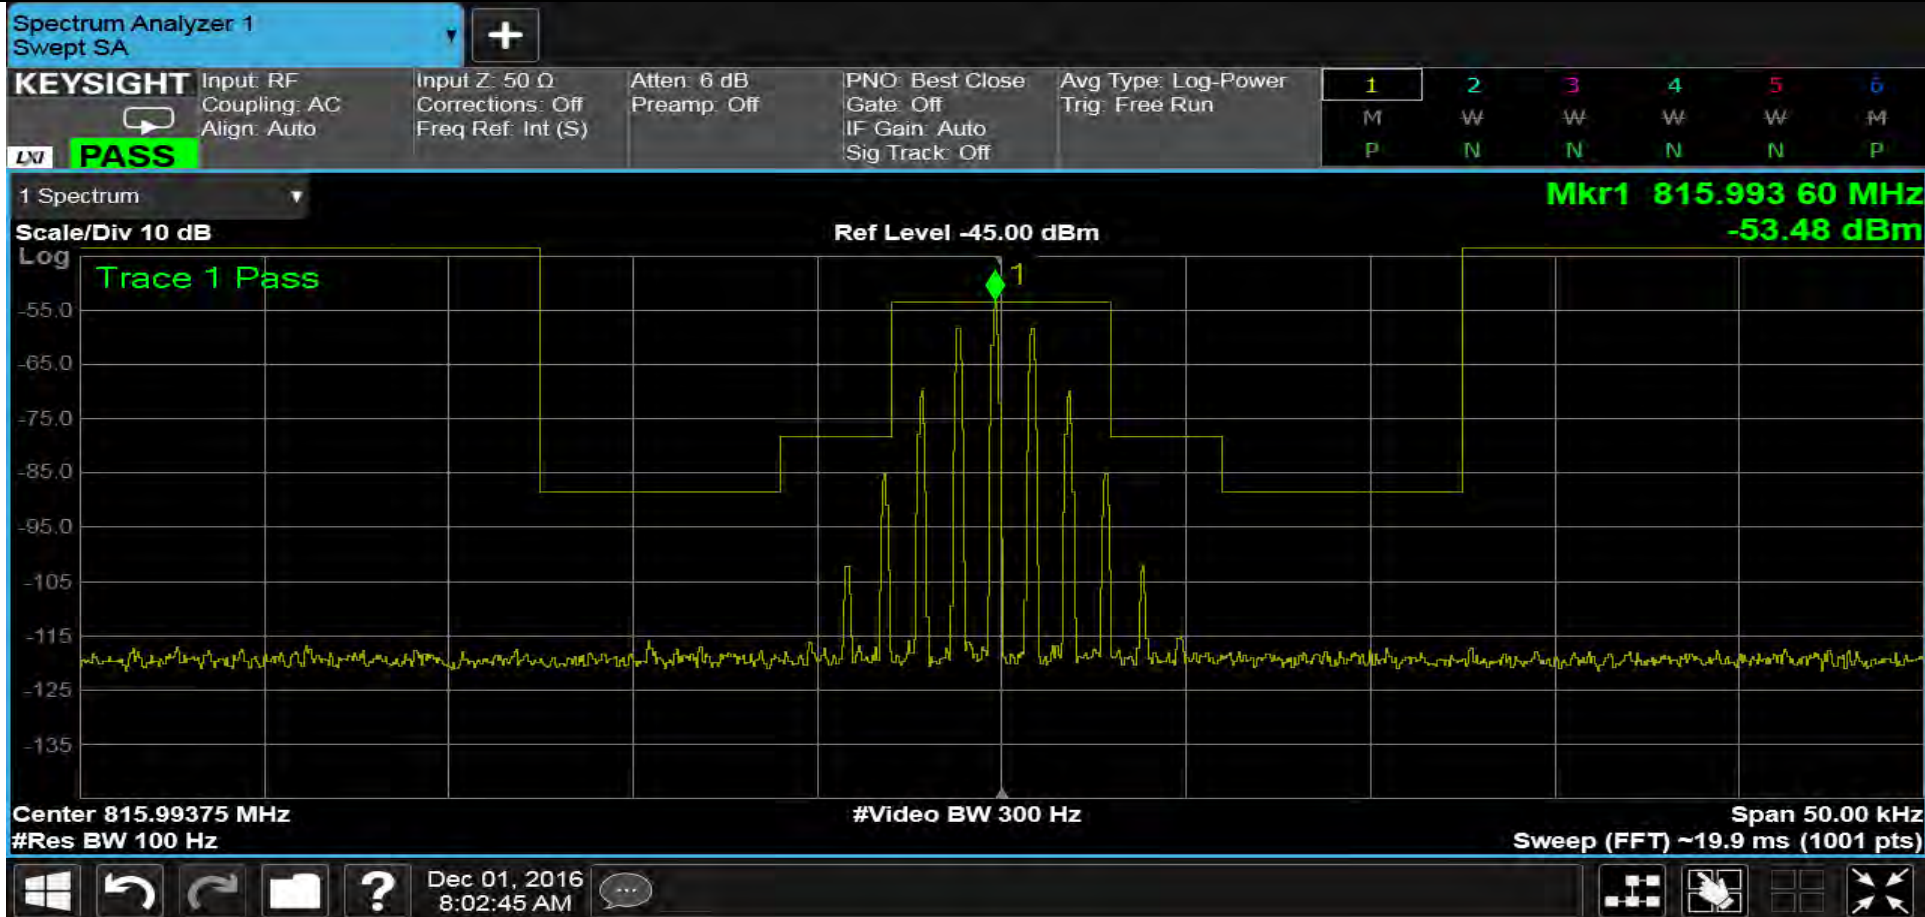 Spectrum Analyzer 1
Swept SA
KEYSIGHT
Input: RF
Coupling: AC
Align: Auto
LXI
PASS
Input Z: 50 Ω
Corrections: Off
Freq Ref: Int (S)
Atten: 6 dB
Preamp: Off
PNO: Best Close
Gate: Off
IF Gain: Auto
Sig Track: Off
Avg Type: Log-Power
Trig: Free Run
1 2 3 4 5 6
M W W W W M
P N N N N P
1 Spectrum
Mkr1 815.993 60 MHz
-53.48 dBm
Scale/Div 10 dB
Ref Level -45.00 dBm
Log
Trace 1 Pass
1
-55.0
-65.0
-75.0
-85.0
-95.0
-105
-115
-125
-135
Center 815.99375 MHz
#Video BW 300 Hz
Span 50.00 kHz
#Res BW 100 Hz
Sweep (FFT) ~19.9 ms (1001 pts)
?
Dec 01, 2016
8:02:45 AM